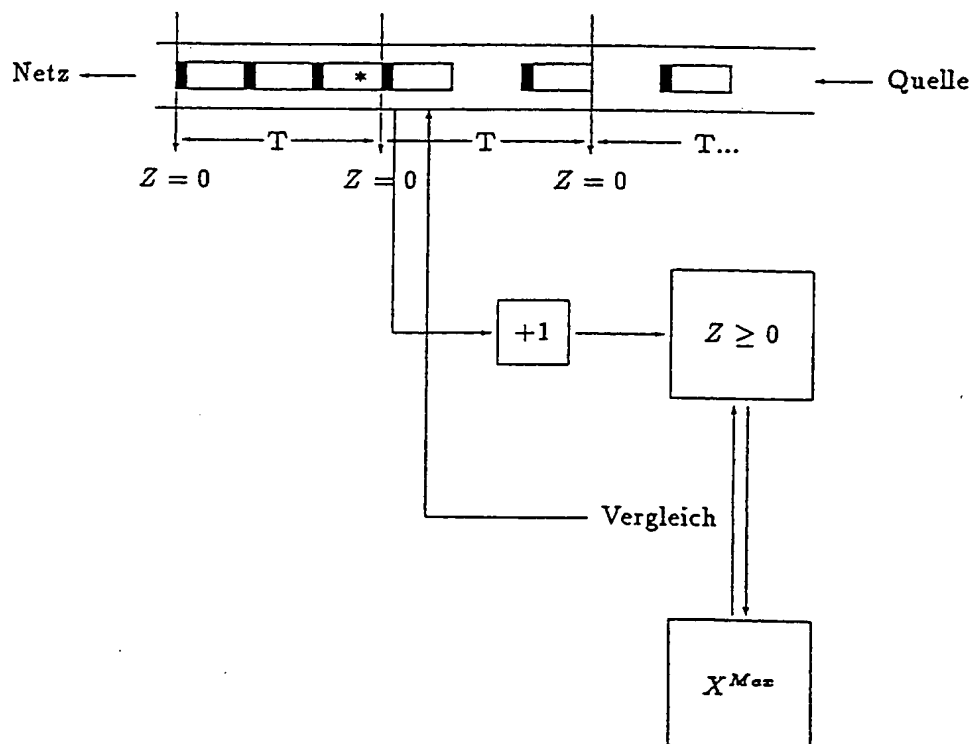 Netz
*
Quelle
T
T
T...
Z = 0
Z = 0
Z = 0
+1
Z ≥ 0
Vergleich
X^{Max}